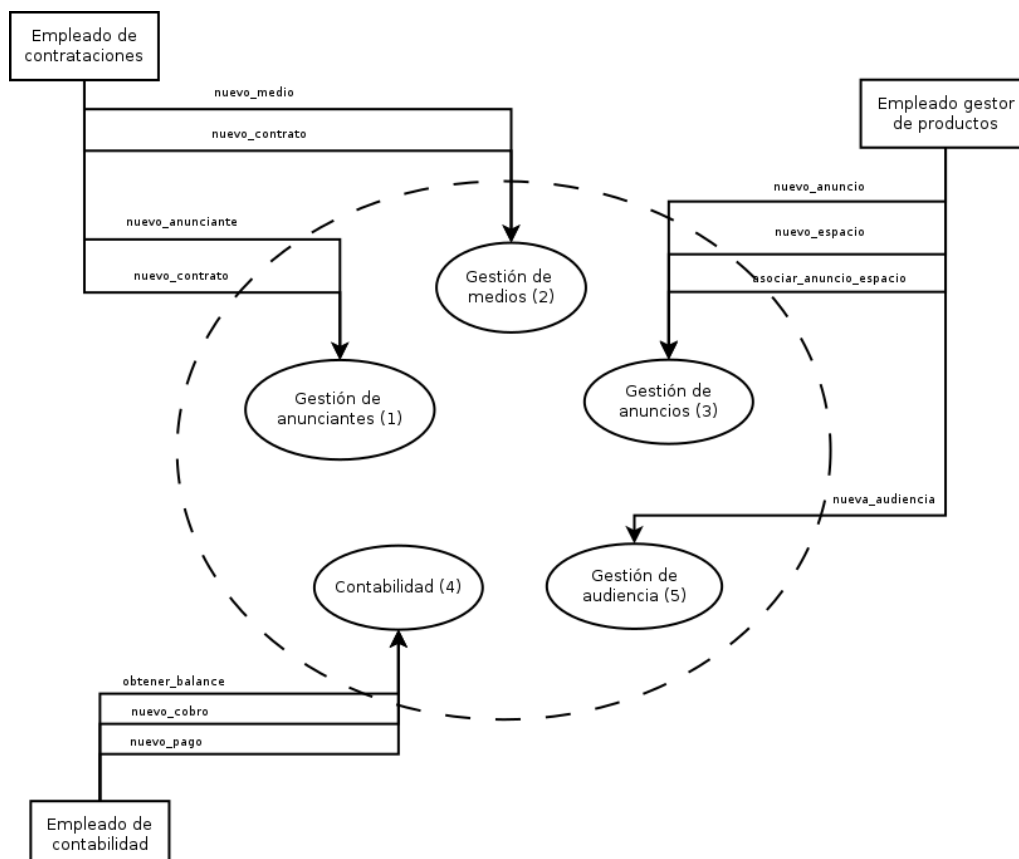 Empleado de
contrataciones
nuevo_medio
nuevo_contrato
nuevo_anunciante
nuevo_contrato
Empleado gestor
de productos
nuevo_anuncio
nuevo_espacio
asociar_anuncio_espacio
Gestión de
medios (2)
Gestión de
anunciantes (1)
Gestión de
anuncios (3)
nueva_audiencia
Contabilidad (4)
Gestión de
audiencia (5)
obtener_balance
nuevo_cobro
nuevo_pago
Empleado de
contabilidad